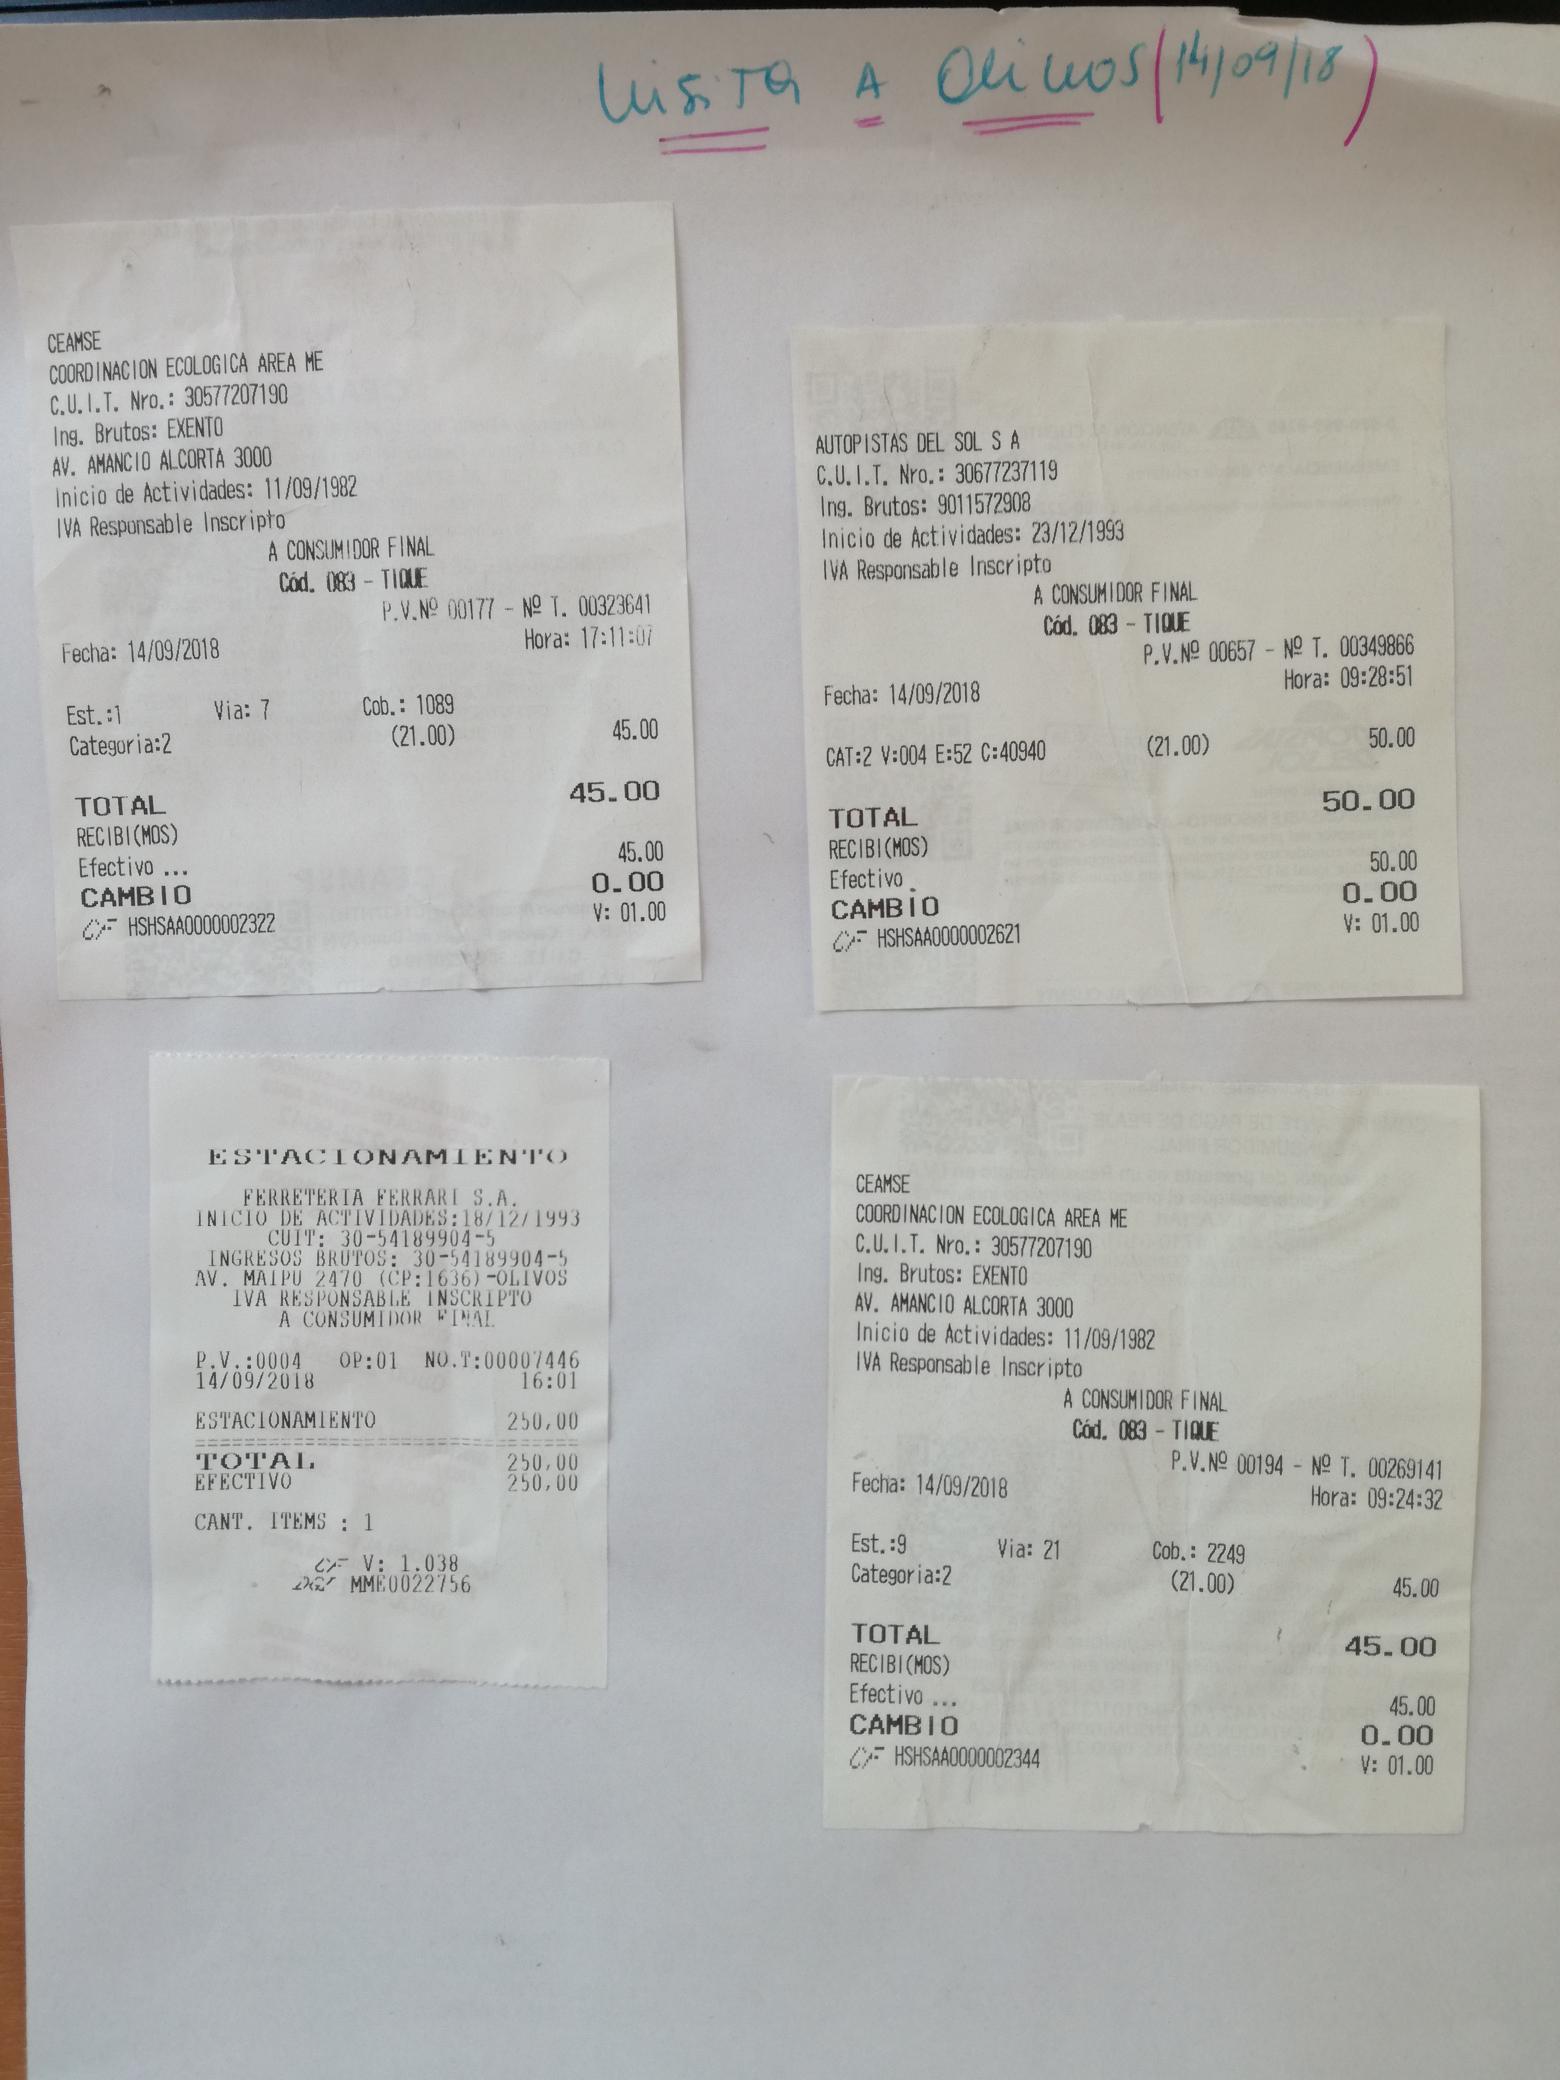 Visita A Olivos (14/09/18)
CEAMSE
COORDINACION ECOLOGICA AREA ME
C.U.I.T. Nro.: 30577207190
Ing. Brutos: EXENTO
AV. AMANCIO ALCORTA 3000
Inicio de Actividades: 11/09/1982
IVA Responsable Inscripto
A CONSUMIDOR FINAL
Cód. 083 - TIQUE
P.V.Nº 00177 - Nº T. 00323641
Fecha: 14/09/2018 Hora: 17:11:07
Est.:1 Via: 7 Cob.: 1089
Categoria:2 (21.00) 45.00
TOTAL 45.00
RECIBI(MOS)
Efectivo ... 45.00
CAMBIO 0.00
CF HSHSAA0000002322 V: 01.00
AUTOPISTAS DEL SOL S A
C.U.I.T. Nro.: 30677237119
Ing. Brutos: 9011572908
Inicio de Actividades: 23/12/1993
IVA Responsable Inscripto
A CONSUMIDOR FINAL
Cód. 083 - TIQUE
P.V.Nº 00657 - Nº T. 00349866
Fecha: 14/09/2018 Hora: 09:28:51
CAT:2 V:004 E:52 C:40940 (21.00) 50.00
TOTAL 50.00
RECIBI(MOS)
Efectivo . 50.00
CAMBIO 0.00
CF HSHSAA0000002621 V: 01.00
ESTACIONAMIENTO
FERRETERIA FERRARI S.A.
INICIO DE ACTIVIDADES:18/12/1993
CUIT: 30-54189904-5
INGRESOS BRUTOS: 30-54189904-5
AV. MAIPU 2470 (CP:1636)-OLIVOS
IVA RESPONSABLE INSCRIPTO
A CONSUMIDOR FINAL
P.V.:0004 OP:01 NO.T:00007446
14/09/2018 16:01
ESTACIONAMIENTO 250,00
TOTAL 250,00
EFECTIVO 250,00
CANT. ITEMS : 1
CF V: 1.038
DGI MME0022756
CEAMSE
COORDINACION ECOLOGICA AREA ME
C.U.I.T. Nro.: 30577207190
Ing. Brutos: EXENTO
AV. AMANCIO ALCORTA 3000
Inicio de Actividades: 11/09/1982
IVA Responsable Inscripto
A CONSUMIDOR FINAL
Cód. 083 - TIQUE
P.V.Nº 00194 - Nº T. 00269141
Fecha: 14/09/2018 Hora: 09:24:32
Est.:9 Via: 21 Cob.: 2249
Categoria:2 (21.00) 45.00
TOTAL 45.00
RECIBI(MOS)
Efectivo ... 45.00
CAMBIO 0.00
CF HSHSAA0000002344 V: 01.00